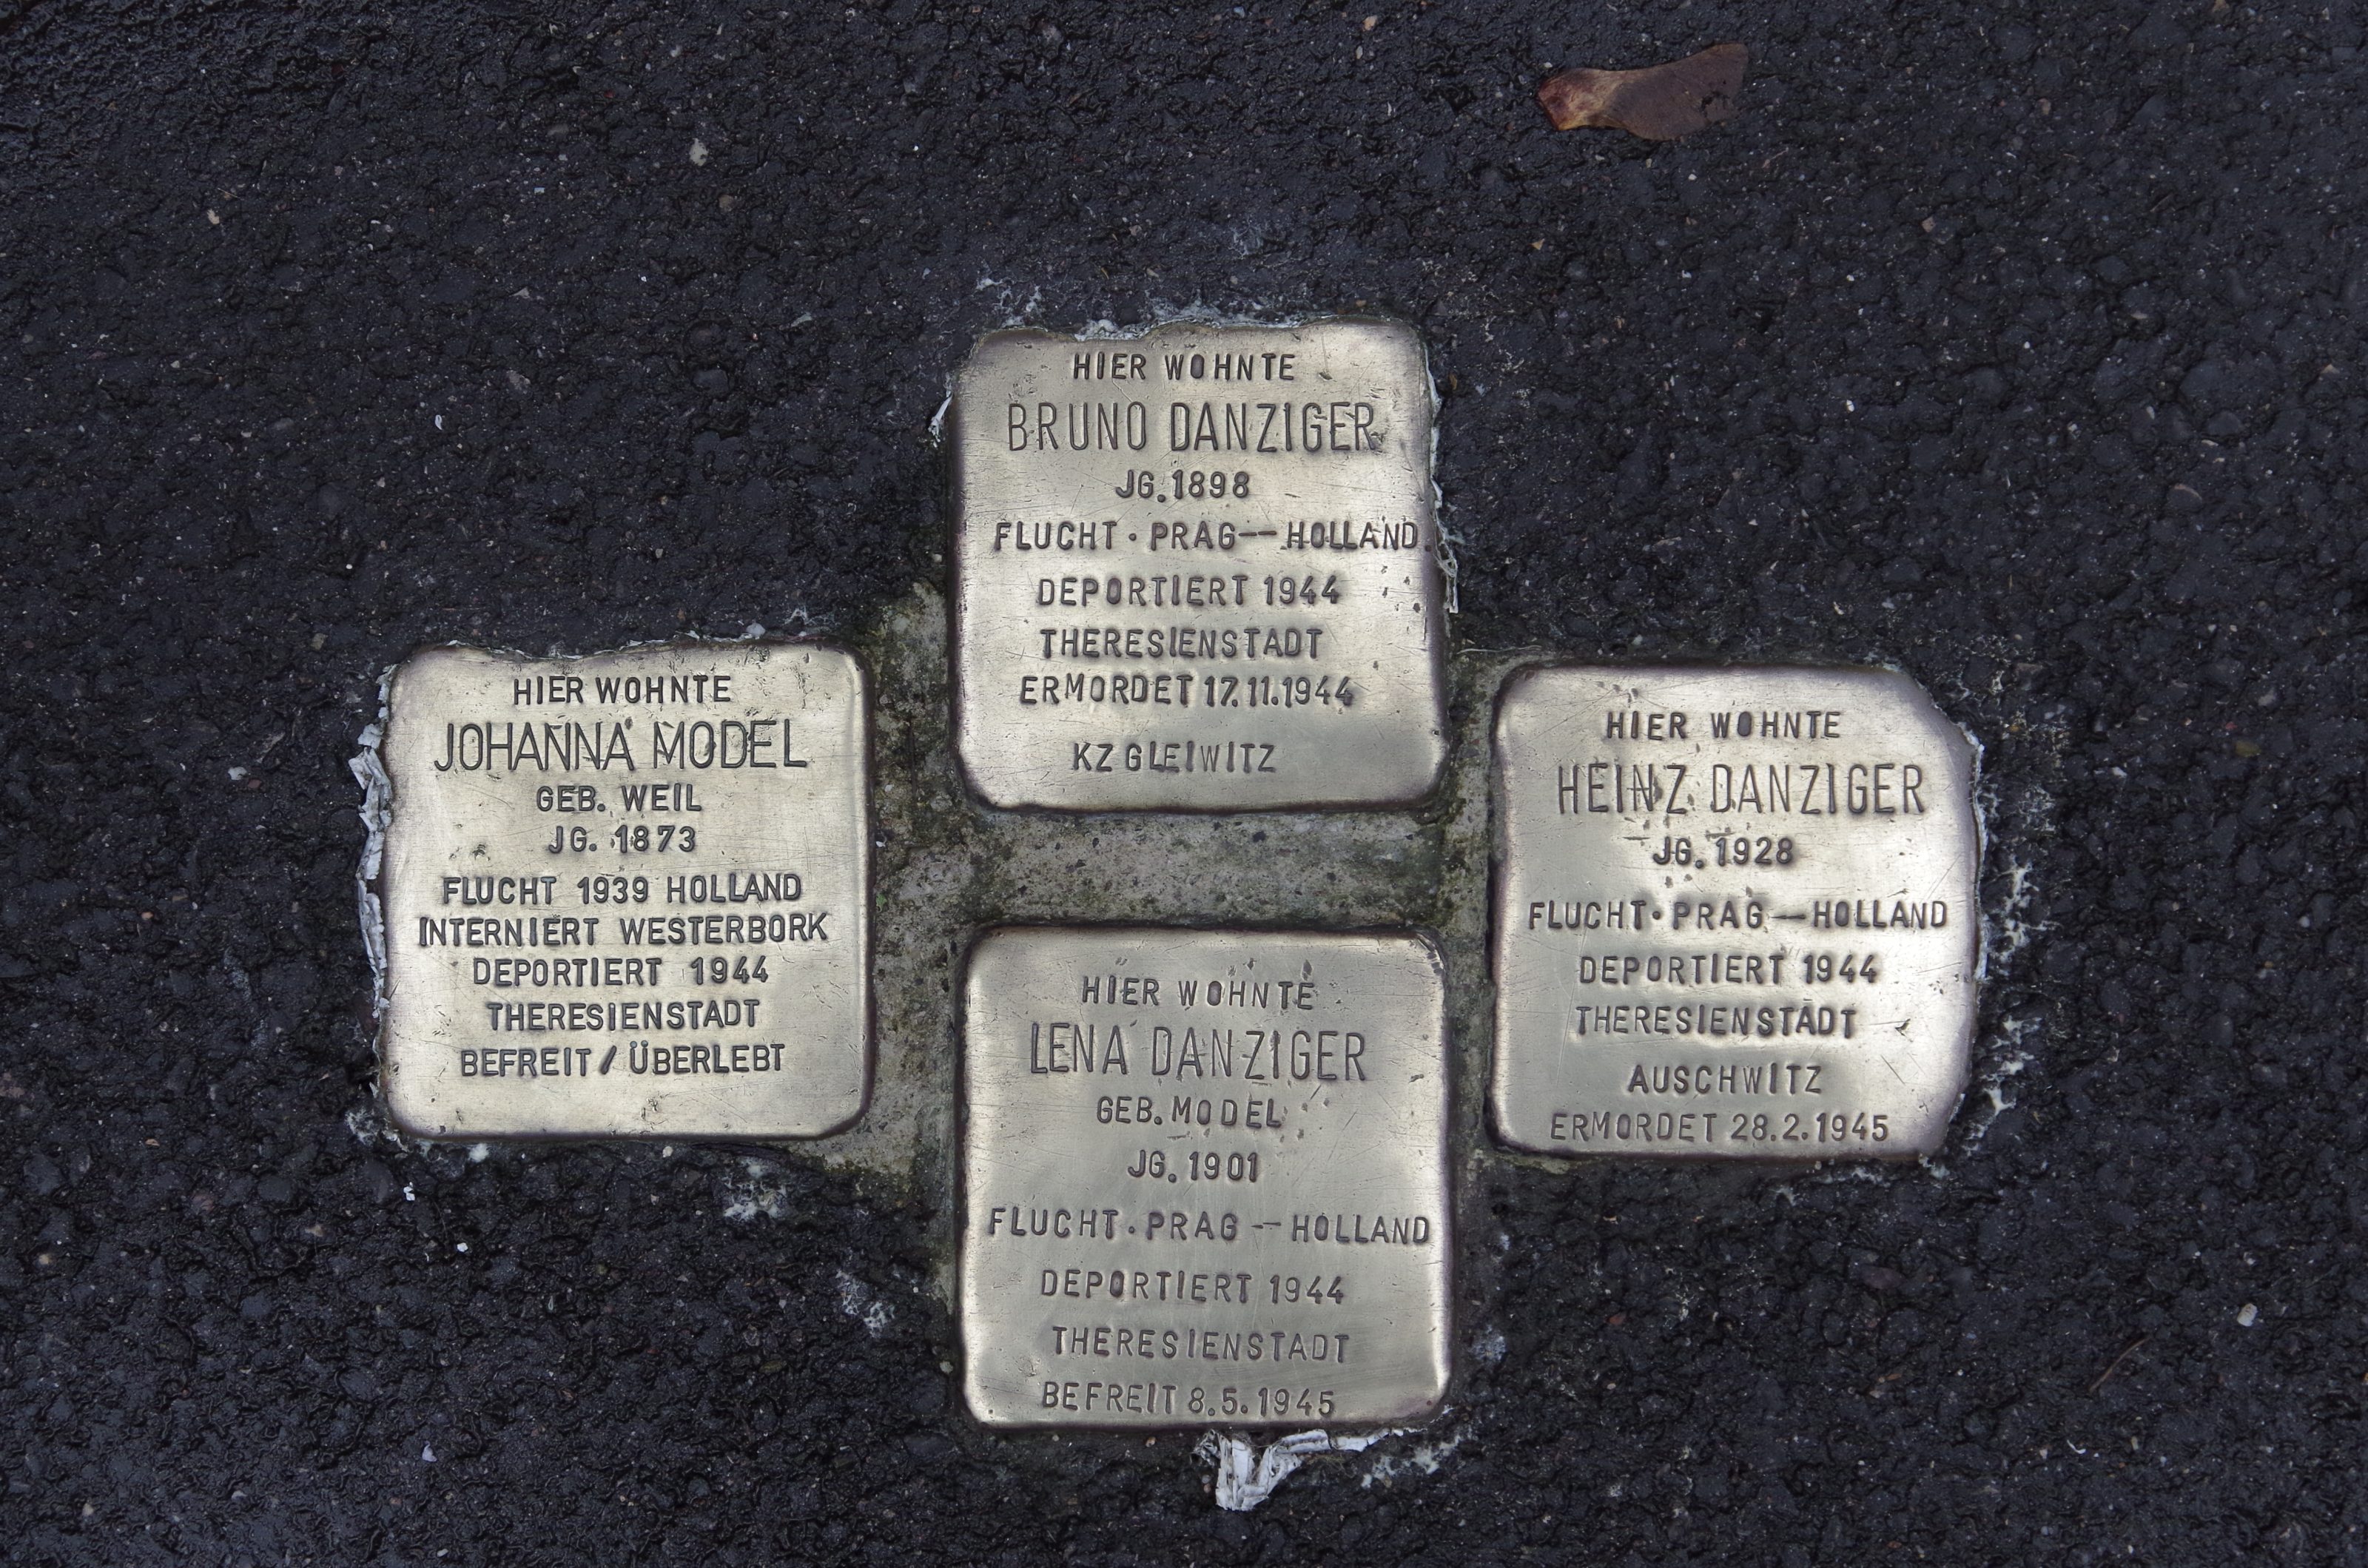 HIER WOHNTE
BRUNO DANZIGER
JG. 1898
FLUCHT · PRAG–HOLLAND
DEPORTIERT 1944
THERESIENSTADT
ERMORDET 17.11.1944
KZ GLEIWITZ
HIER WOHNTE
JOHANNA MODEL
GEB. WEIL
JG. 1873
FLUCHT 1939 HOLLAND
INTERNIERT WESTERBORK
DEPORTIERT 1944
THERESIENSTADT
BEFREIT / ÜBERLEBT
HIER WOHNTE
HEINZ DANZIGER
JG. 1928
FLUCHT · PRAG–HOLLAND
DEPORTIERT 1944
THERESIENSTADT
AUSCHWITZ
ERMORDET 28.2.1945
HIER WOHNTE
LENA DANZIGER
GEB. MODEL
JG. 1901
FLUCHT · PRAG – HOLLAND
DEPORTIERT 1944
THERESIENSTADT
BEFREIT 8.5.1945